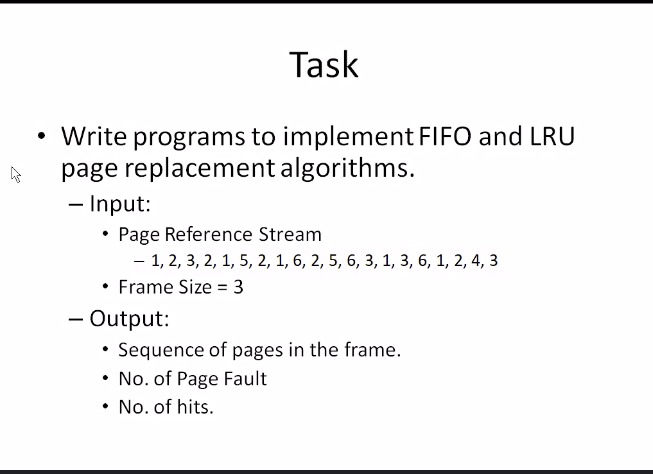 Task
• Write programs to implement FIFO and LRU
page replacement algorithms.
– Input:
• Page Reference Stream
– 1, 2, 3, 2, 1, 5, 2, 1, 6, 2, 5, 6, 3, 1, 3, 6, 1, 2, 4, 3
• Frame Size = 3
– Output:
• Sequence of pages in the frame.
• No. of Page Fault
• No. of hits.